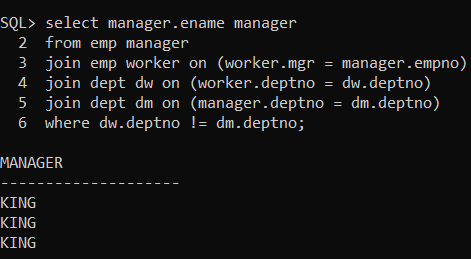 SQL> select manager.ename manager
2 from emp manager
3 join emp worker on (worker.mgr = manager.empno)
4 join dept dw on (worker.deptno = dw.deptno)
5 join dept dm on (manager.deptno = dm.deptno)
6 where dw.deptno != dm.deptno;
MANAGER
--------------------
KING
KING
KING